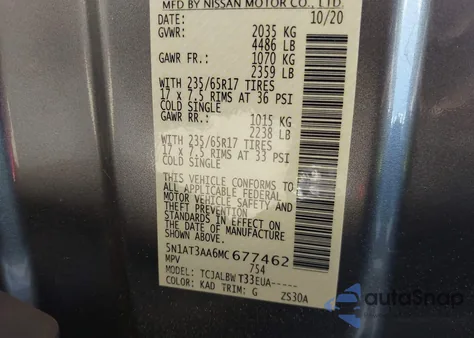 MFD BY NISSAN MOTOR CO., LTD.
DATE: 10/20
GVWR: 2035 KG
4486 LB
GAWR FR.: 1070 KG
2359 LB
WITH 235/65R17 TIRES
17 x 7.5 RIMS AT 36 PSI
COLD SINGLE
GAWR RR.: 1015 KG
2238 LB
WITH 235/65R17 TIRES
17 x 7.5 RIMS AT 33 PSI
COLD SINGLE
THIS VEHICLE CONFORMS TO
ALL APPLICABLE FEDERAL
MOTOR VEHICLE SAFETY AND
THEFT PREVENTION
STANDARDS IN EFFECT ON
THE DATE OF MANUFACTURE
5N1AT3AA6MC677462
MPV 754
MODEL: TCJALBW T33EUA-----
COLOR: KAD TRIM: G ZS30A
autoSnap